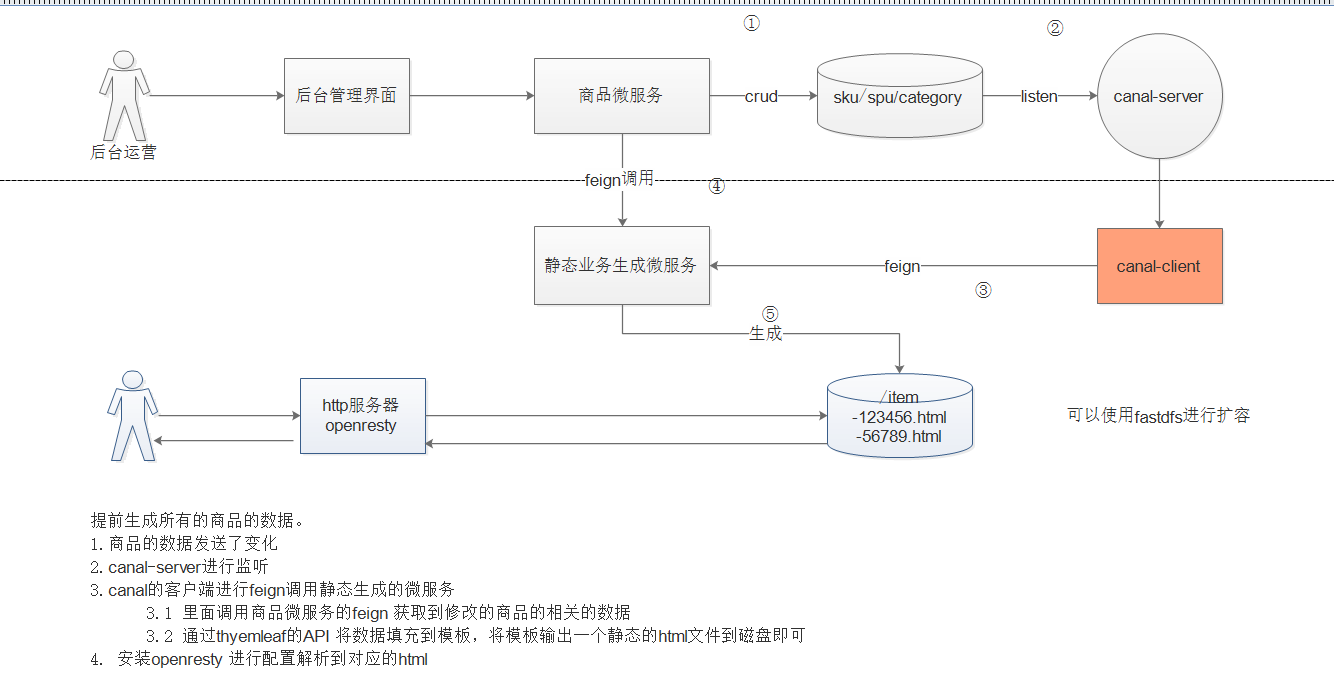 ①
②
后台管理界面
商品微服务
crud
sku/spu/category
listen
canal-server
后台运营
feign调用
④
静态业务生成微服务
feign
canal-client
③
⑤
生成
http服务器
openresty
/item
-123456.html
-56789.html
可以使用fastdfs进行扩容
提前生成所有的商品的数据。
1. 商品的数据发送了变化
2. canal-server进行监听
3. canal的客户端进行feign调用静态生成的微服务
3.1 里面调用商品微服务的feign 获取到修改的商品的相关的数据
3.2 通过thyemleaf的API 将数据填充到模板，将模板输出一个静态的html文件到磁盘即可
4. 安装openresty 进行配置解析到对应的html